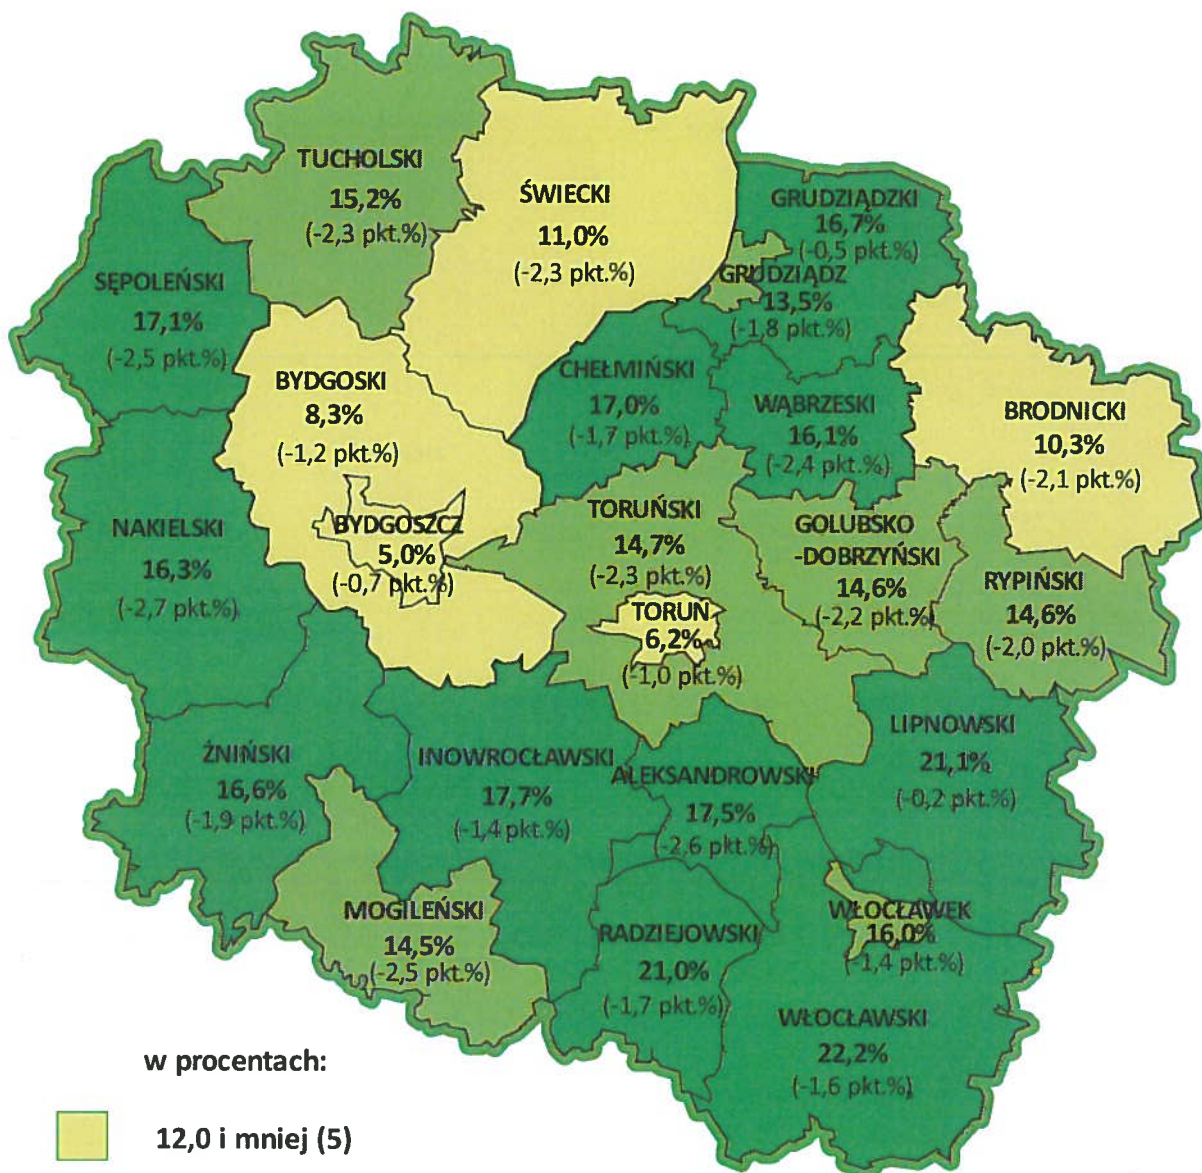 TUCHOLSKI
15,2%
(-2,3 pkt.%)
ŚWIECKI
11,0%
(-2,3 pkt.%)
GRUDZIĄDZKI
16,7%
(-0,5 pkt.%)
GRUDZIĄDZ
13,5%
(-1,8 pkt.%)
SĘPOLEŃSKI
17,1%
(-2,5 pkt.%)
BYDGOSKI
8,3%
(-1,2 pkt.%)
CHEŁMIŃSKI
17,0%
(-1,7 pkt.%)
WĄBRZESKI
16,1%
(-2,4 pkt.%)
BRODNICKI
10,3%
(-2,1 pkt.%)
NAKIELSKI
16,3%
(-2,7 pkt.%)
BYDGOSZCZ
5,0%
(-0,7 pkt.%)
TORUŃSKI
14,7%
(-2,3 pkt.%)
GOLUBSKO
-DOBRZYŃSKI
14,6%
(-2,2 pkt.%)
RYPIŃSKI
14,6%
(-2,0 pkt.%)
TORUŃ
6,2%
(-1,0 pkt.%)
ŻNIŃSKI
16,6%
(-1,9 pkt.%)
INOWROCŁAWSKI
17,7%
(-1,4 pkt.%)
ALEKSANDROWSKI
17,5%
(-2,6 pkt.%)
LIPNOWSKI
21,1%
(-0,2 pkt.%)
MOGILEŃSKI
14,5%
(-2,5 pkt.%)
RADZIEJOWSKI
21,0%
(-1,7 pkt.%)
WŁOCŁAWEK
16,0%
(-1,4 pkt.%)
WŁOCŁAWSKI
22,2%
(-1,6 pkt.%)
w procentach:
12,0 i mniej (5)